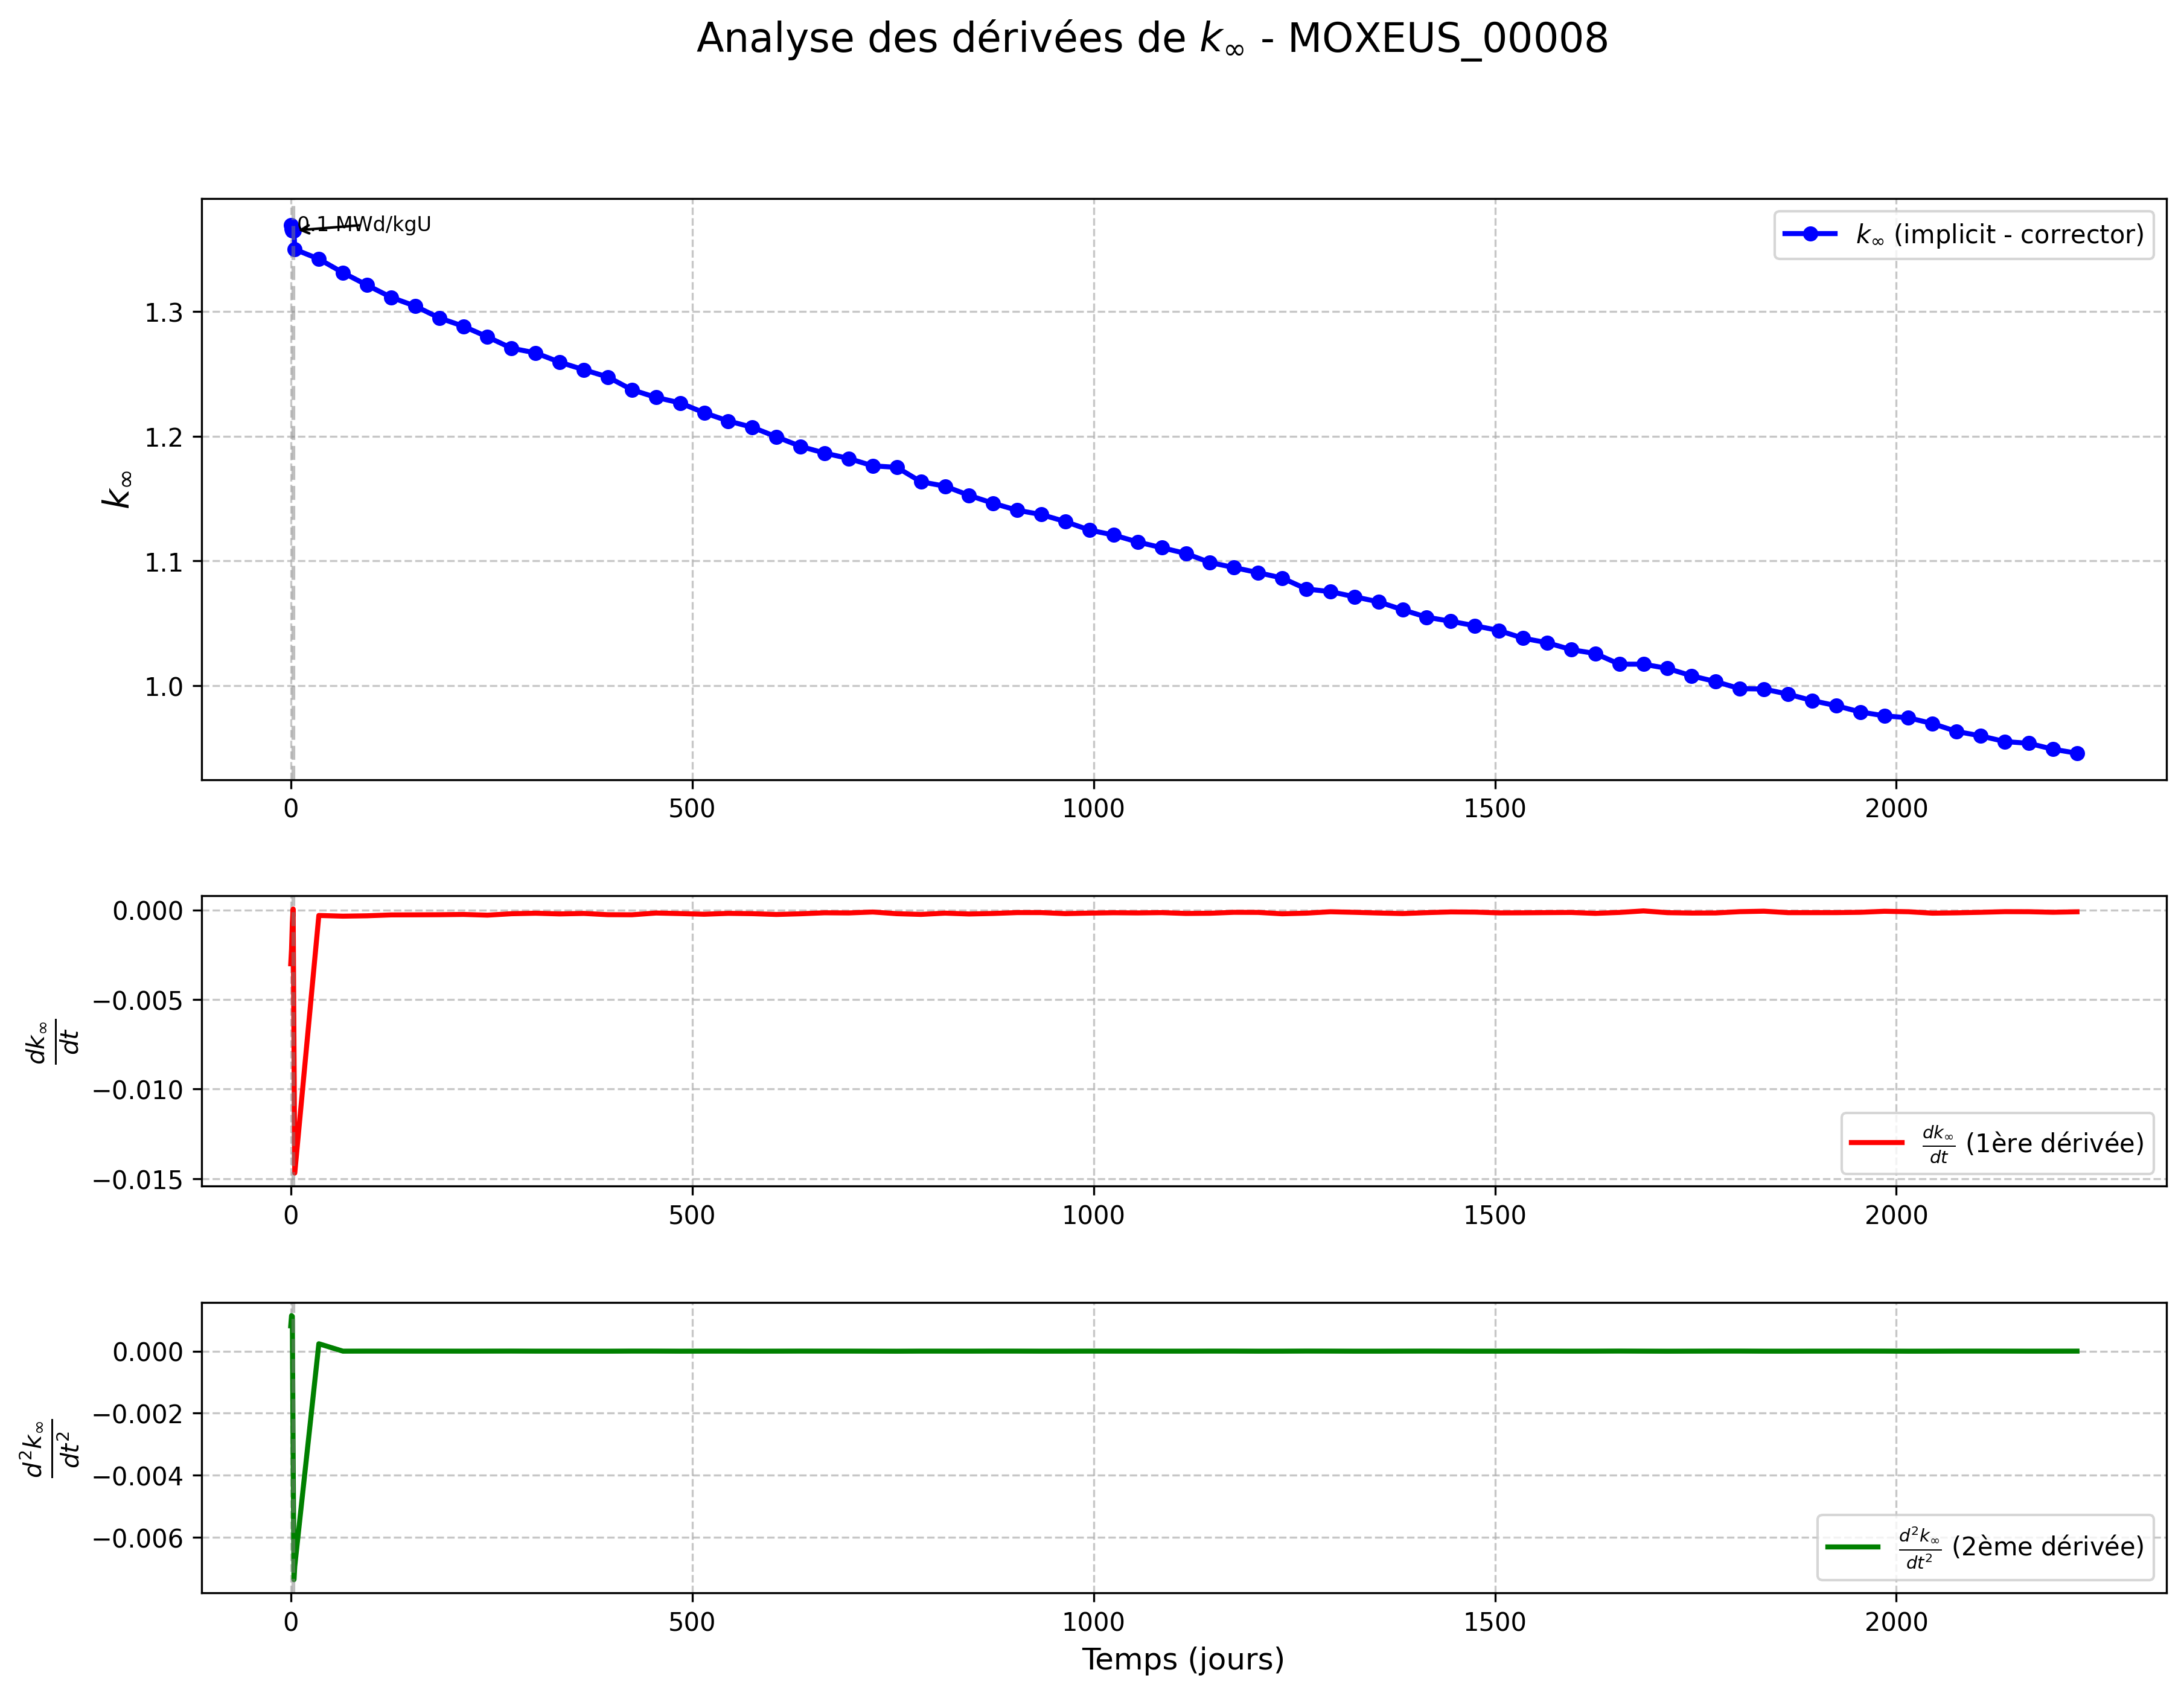 Analyse des dérivées de k∞ - MOXEUS_00008
0.1 MWd/kgU
k∞ (implicit - corrector)
k∞
1.3
1.2
1.1
1.0
0 500 1000 1500 2000
dk∞/dt
0.000
−0.005
−0.010
−0.015
dk∞/dt (1ère dérivée)
0 500 1000 1500 2000
d²k∞/dt²
0.000
−0.002
−0.004
−0.006
d²k∞/dt² (2ème dérivée)
0 500 1000 1500 2000
Temps (jours)